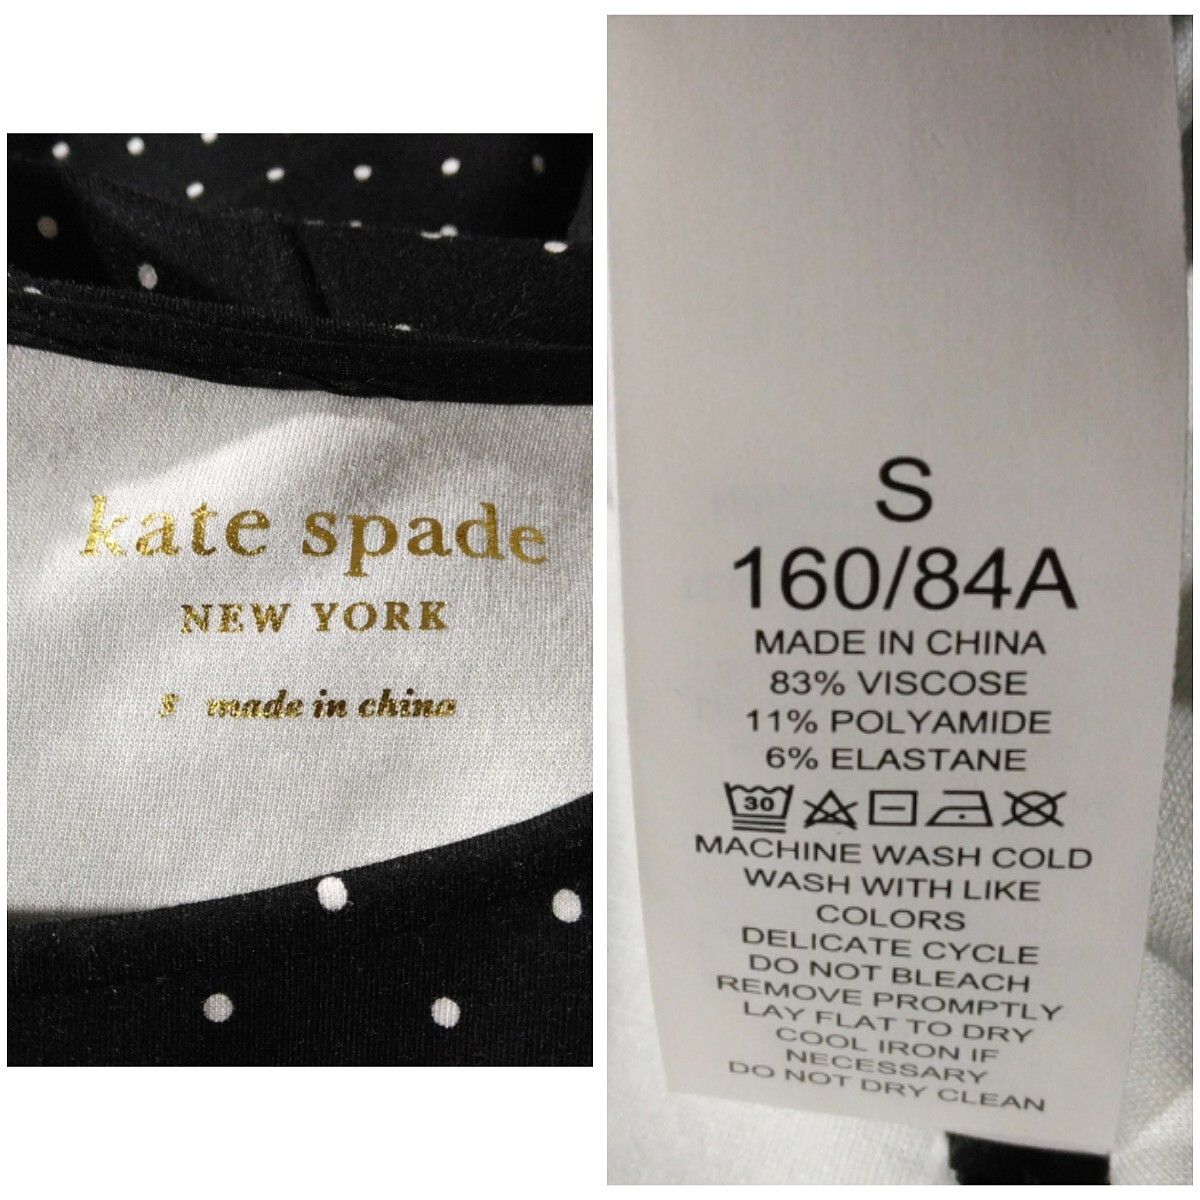 kate spade
NEW YORK
s made in china
S
160/84A
MADE IN CHINA
83% VISCOSE
11% POLYAMIDE
6% ELASTANE
30
MACHINE WASH COLD
WASH WITH LIKE
COLORS
DELICATE CYCLE
DO NOT BLEACH
REMOVE PROMPTLY
LAY FLAT TO DRY
COOL IRON IF
NECESSARY
DO NOT DRY CLEAN